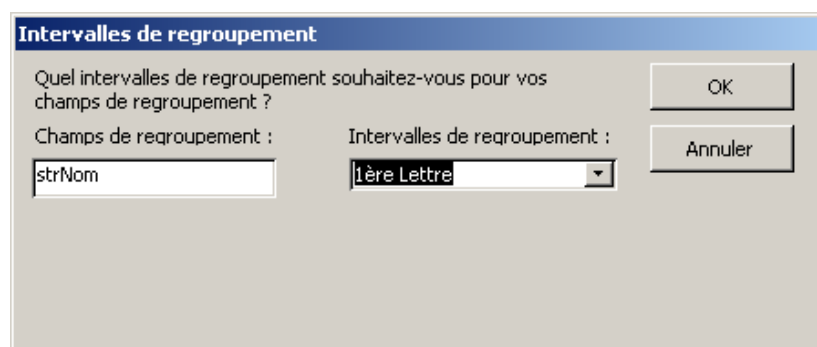 Intervalles de regroupement
Quel intervalles de regroupement souhaitez-vous pour vos
champs de regroupement ?
OK
Champs de regroupement :
Intervalles de regroupement :
Annuler
strNom
1ère Lettre